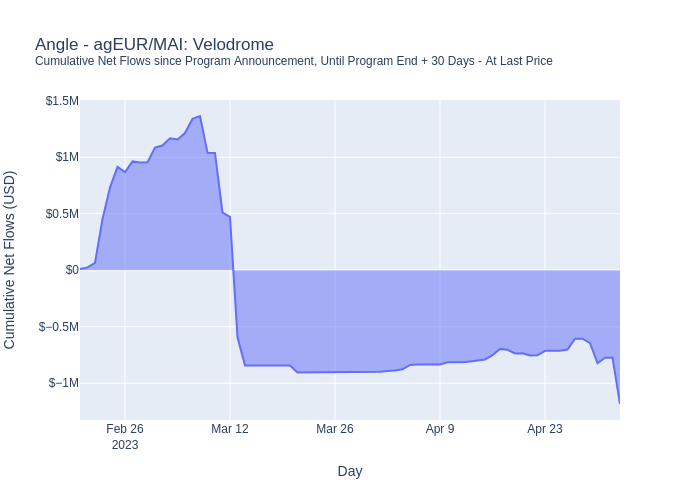 Angle - agEUR/MAI: Velodrome
Cumulative Net Flows since Program Announcement, Until Program End + 30 Days - At Last Price
$1.5M
$1M
$0.5M
$0
$−0.5M
$−1M
Cumulative Net Flows (USD)
Feb 26
2023
Mar 12
Mar 26
Apr 9
Apr 23
Day